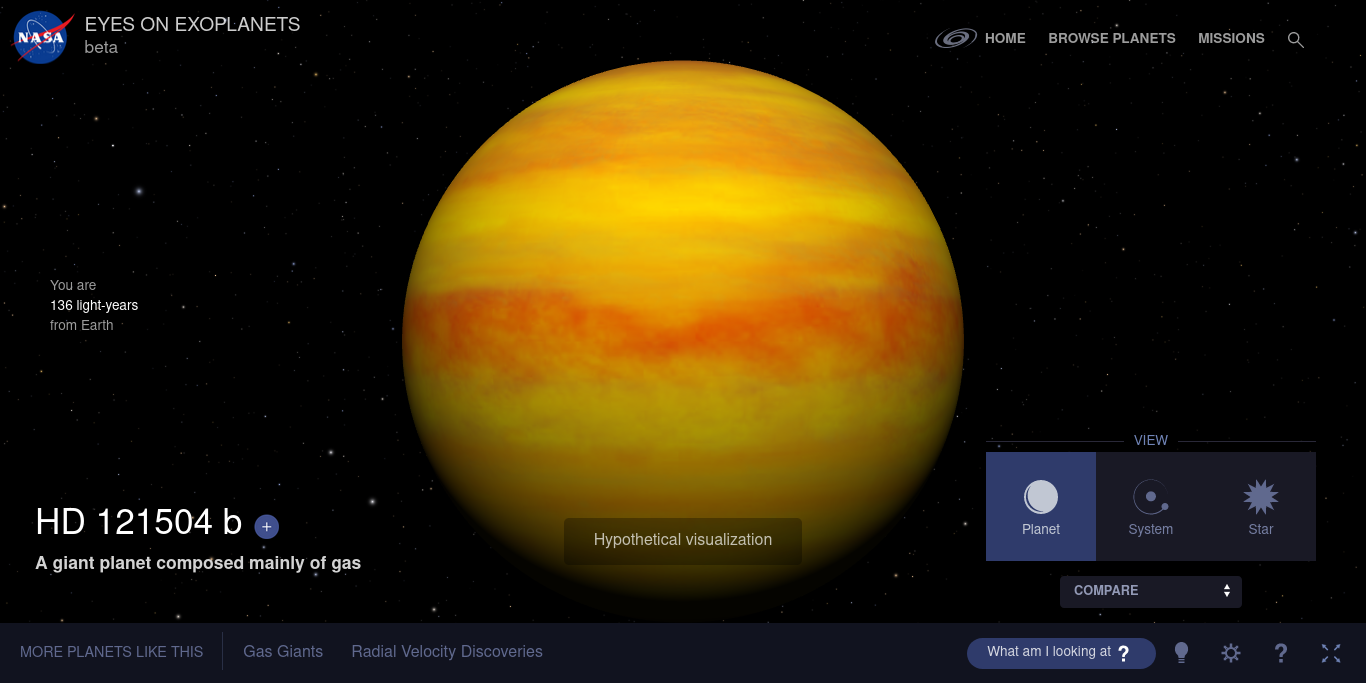 NASA
EYES ON EXOPLANETS
beta
HOME
BROWSE PLANETS
MISSIONS
You are
136 light-years
from Earth
VIEW
Planet
System
Star
HD 121504 b +
A giant planet composed mainly of gas
Hypothetical visualization
COMPARE
MORE PLANETS LIKE THIS
Gas Giants
Radial Velocity Discoveries
What am I looking at ?
?